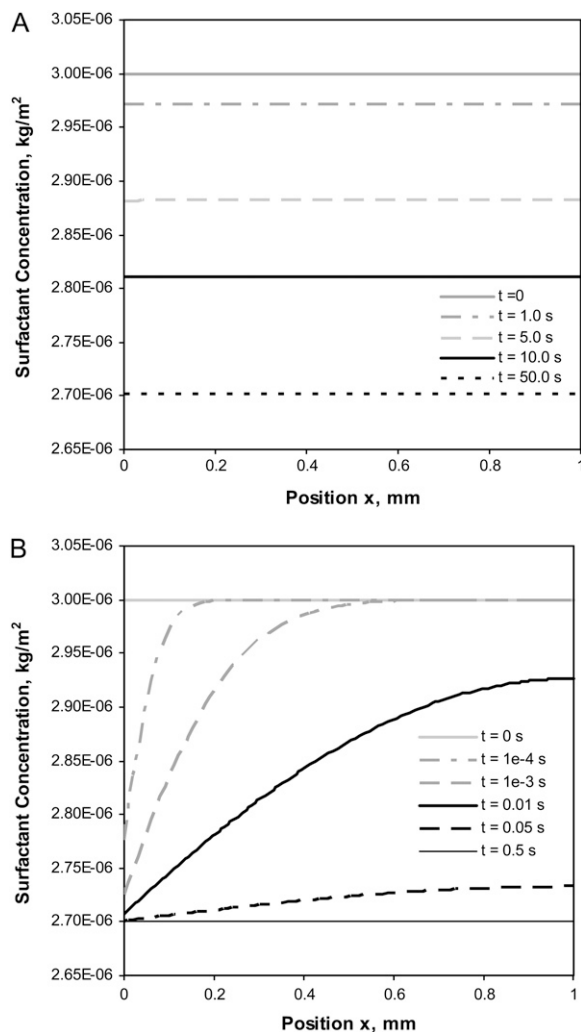 A
Surfactant Concentration, kg/m²
3.05E-06
3.00E-06
2.95E-06
2.90E-06
2.85E-06
2.80E-06
2.75E-06
2.70E-06
2.65E-06
t =0
t = 1.0 s
t = 5.0 s
t = 10.0 s
t = 50.0 s
0 0.2 0.4 0.6 0.8 1
Position x, mm
B
Surfactant Concentration, kg/m²
3.05E-06
3.00E-06
2.95E-06
2.90E-06
2.85E-06
2.80E-06
2.75E-06
2.70E-06
2.65E-06
t = 0 s
t = 1e-4 s
t = 1e-3 s
t = 0.01 s
t = 0.05 s
t = 0.5 s
0 0.2 0.4 0.6 0.8 1
Position x, mm